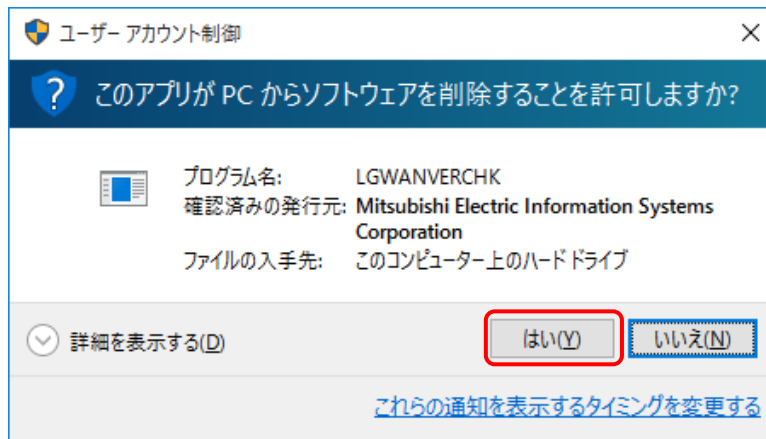 ユーザー アカウント制御
このアプリが PC からソフトウェアを削除することを許可しますか?
プログラム名: LGWANVERCHK
確認済みの発行元: Mitsubishi Electric Information Systems
Corporation
ファイルの入手先: このコンピューター上のハード ドライブ
詳細を表示する(D) はい(Y) いいえ(N)
これらの通知を表示するタイミングを変更する